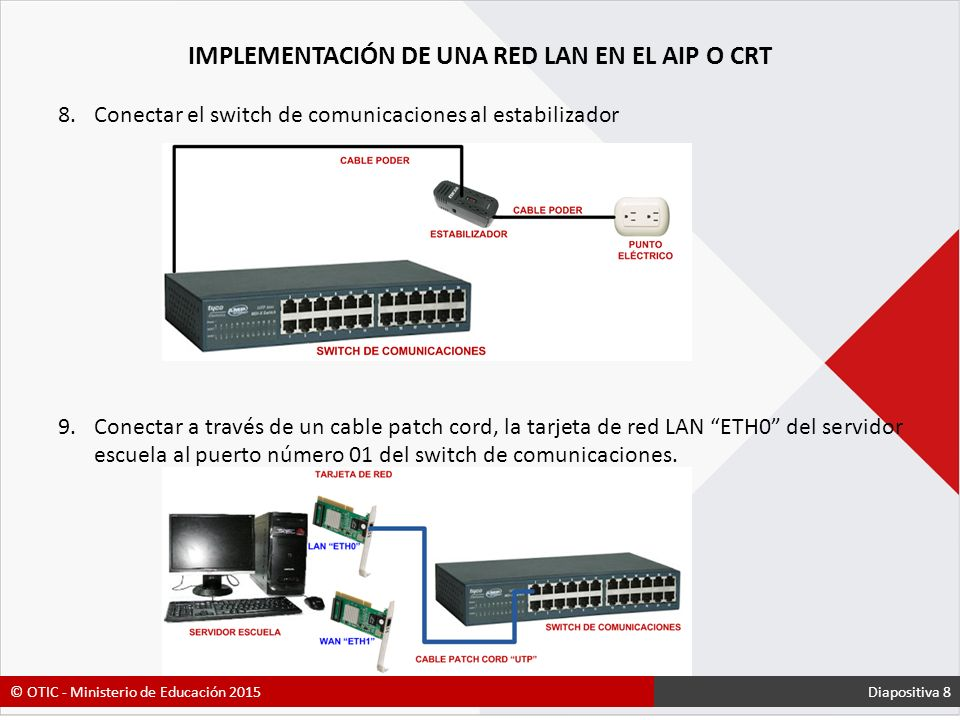 IMPLEMENTACIÓN DE UNA RED LAN EN EL AIP O CRT
8. Conectar el switch de comunicaciones al estabilizador
CABLE PODER
CABLE PODER
ESTABILIZADOR
PUNTO
ELÉCTRICO
tyco
AMP
SWITCH DE COMUNICACIONES
9. Conectar a través de un cable patch cord, la tarjeta de red LAN “ETH0” del servidor
escuela al puerto número 01 del switch de comunicaciones.
TARJETA DE RED
LAN “ETH0”
tyco
SERVIDOR ESCUELA
WAN “ETH1”
SWITCH DE COMUNICACIONES
CABLE PATCH CORD “UTP”
© OTIC - Ministerio de Educación 2015
Diapositiva 8